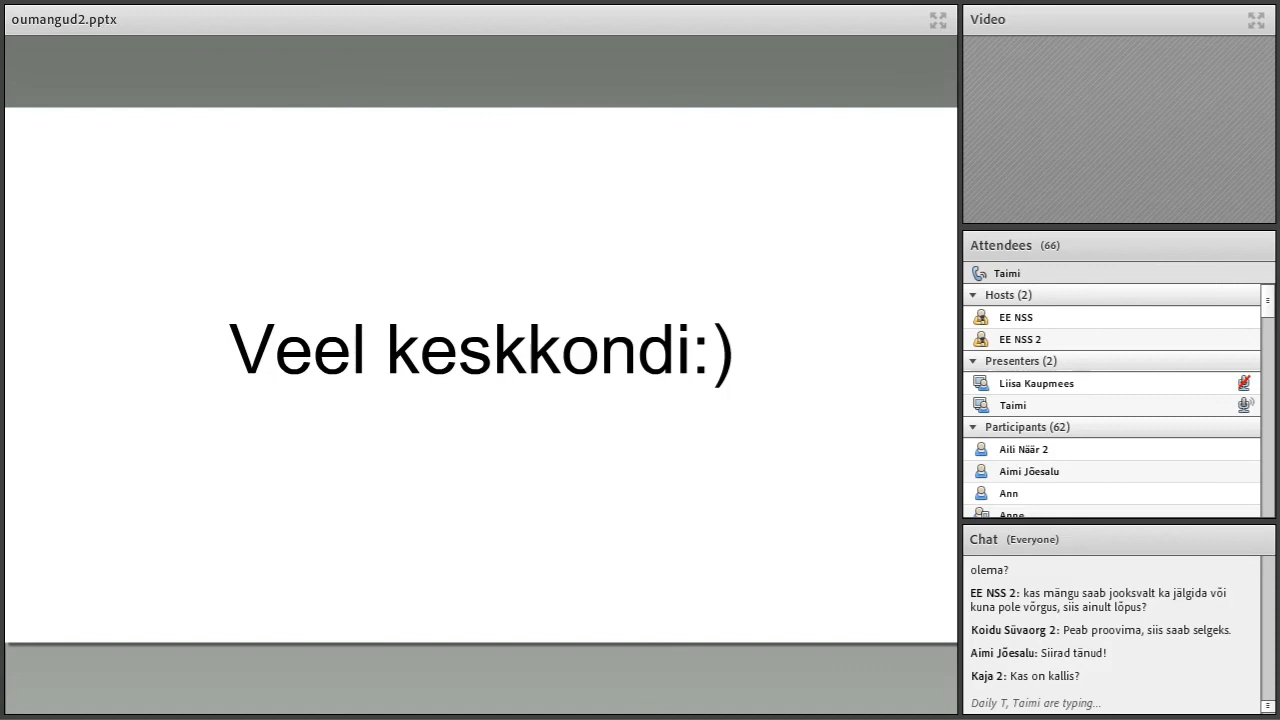 oumangud2.pptx
Veel keskkondi:)
Video
Attendees (66)
Taimi
Hosts (2)
EE NSS
EE NSS 2
Presenters (2)
Liisa Kaupmees
Taimi
Participants (62)
Aili Näär 2
Aimi Jõesalu
Ann
Anne
Chat (Everyone)
olema?
EE NSS 2: kas mängu saab jooksvalt ka jälgida või
kuna pole võrgus, siis ainult lõpus?
Koidu Süvaorg 2: Peab proovima, siis saab selgeks.
Aimi Jõesalu: Siirad tänud!
Kaja 2: Kas on kallis?
Daily T, Taimi are typing...